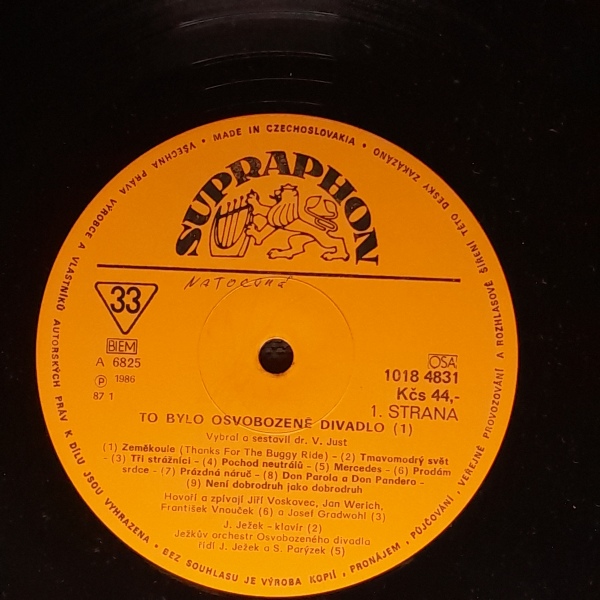 VŠECHNA PRÁVA VÝROBCE A VLASTNÍKŮ AUTORSKÝCH PRÁV K DÍLU JSOU VYHRAZENA • BEZ SOUHLASU JE VÝROBA KOPIÍ, PRONÁJEM, PŮJČOVÁNÍ, VEŘEJNÉ PROVOZOVÁNÍ A ROZHLASOVÉ ŠÍŘENÍ TÉTO DESKY ZAKÁZÁNO • MADE IN CZECHOSLOVAKIA •
SUPRAPHON
NATOČENÉ
33
BIEM
A 6825
Ⓟ 1986
87 1
OSA
1018 4831
Kčs 44,-
1. STRANA
TO BYLO OSVOBOZENÉ DIVADLO (1)
Vybral a sestavil dr. V. Just
(1) Zeměkoule (Thanks For The Buggy Ride) - (2) Tmavomodrý svět
- (3) Tři strážníci - (4) Pochod neutrálů - (5) Mercedes - (6) Prodám
srdce - (7) Prázdná náruč - (8) Don Parola a Don Pandero -
(9) Není dobrodruh jako dobrodruh
Hovoří a zpívají Jiří Voskovec, Jan Werich,
František Vnouček (6) a Josef Gradwohl (3)
J. Ježek - klavír (2)
Ježkův orchestr Osvobozeného divadla
řídí J. Ježek a S. Parýzek (5)